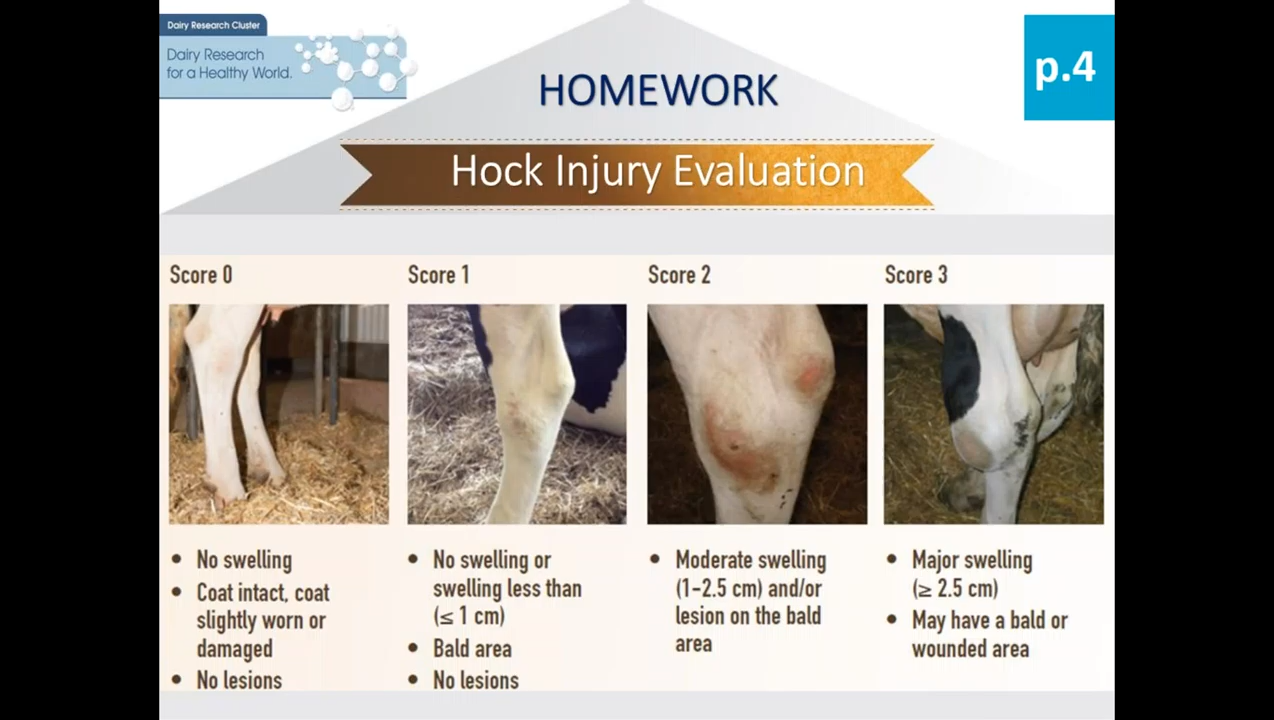 Dairy Research Cluster
Dairy Research
for a Healthy World.
HOMEWORK
p.4
Hock Injury Evaluation
Score 0
• No swelling
• Coat intact, coat
slightly worn or
damaged
• No lesions
Score 1
• No swelling or
swelling less than
(≤ 1 cm)
• Bald area
• No lesions
Score 2
• Moderate swelling
(1-2.5 cm) and/or
lesion on the bald
area
Score 3
• Major swelling
(≥ 2.5 cm)
• May have a bald or
wounded area